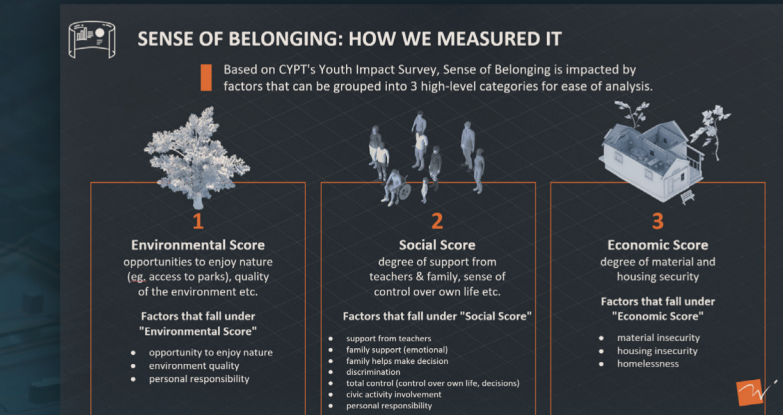 SENSE OF BELONGING: HOW WE MEASURED IT
Based on CYPT's Youth Impact Survey, Sense of Belonging is impacted by
factors that can be grouped into 3 high-level categories for ease of analysis.
1
Environmental Score
opportunities to enjoy nature
(eg. access to parks), quality
of the environment etc.
Factors that fall under
"Environmental Score"
● opportunity to enjoy nature
● environment quality
● personal responsibility
2
Social Score
degree of support from
teachers & family, sense of
control over own life etc.
Factors that fall under "Social Score"
● support from teachers
● family support (emotional)
● family helps make decision
● discrimination
● total control (control over own life, decisions)
● civic activity involvement
● personal responsibility
3
Economic Score
degree of material and
housing security
Factors that fall under
"Economic Score"
● material insecurity
● housing insecurity
● homelessness